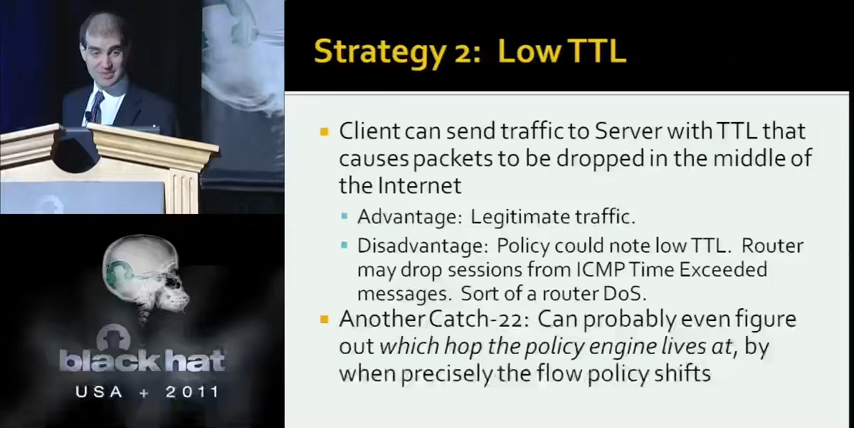 Strategy 2: Low TTL
Client can send traffic to Server with TTL that
causes packets to be dropped in the middle of
the Internet
Advantage: Legitimate traffic.
Disadvantage: Policy could note low TTL. Router
may drop sessions from ICMP Time Exceeded
messages. Sort of a router DoS.
Another Catch-22: Can probably even figure
out which hop the policy engine lives at, by
when precisely the flow policy shifts
black hat
USA + 2011